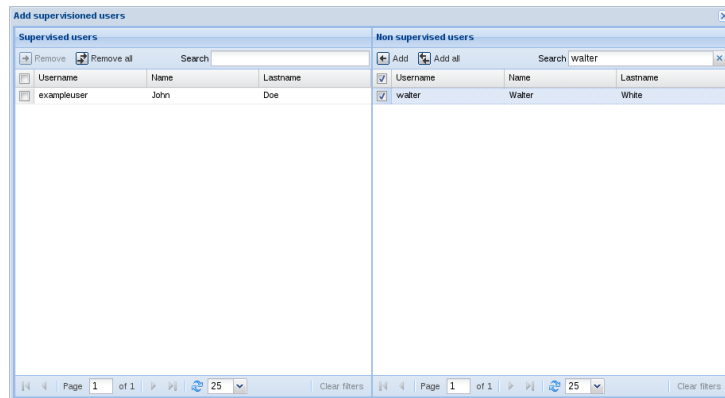 Add supervisioned users
Supervised users
Remove Remove all Search
Username Name Lastname
exampleuser John Doe
Page 1 of 1 25 Clear filters
Non supervised users
Add Add all Search walter
Username Name Lastname
walter Walter White
Page 1 of 1 25 Clear filters